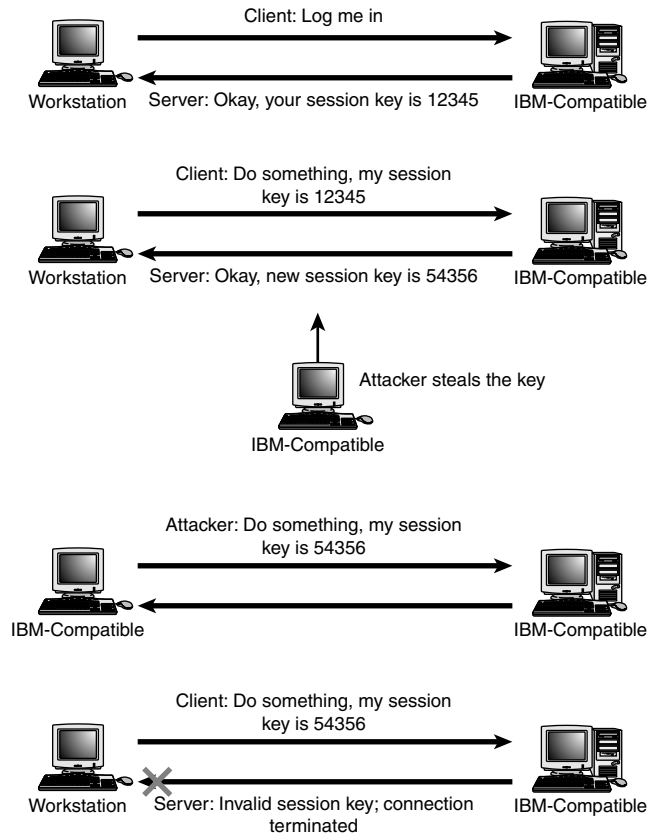 Client: Log me in
Workstation
Server: Okay, your session key is 12345
IBM-Compatible
Client: Do something, my session
key is 12345
Workstation
Server: Okay, new session key is 54356
IBM-Compatible
Attacker steals the key
IBM-Compatible
Attacker: Do something, my session
key is 54356
IBM-Compatible
IBM-Compatible
Client: Do something, my session
key is 54356
Workstation
Server: Invalid session key; connection
terminated
IBM-Compatible